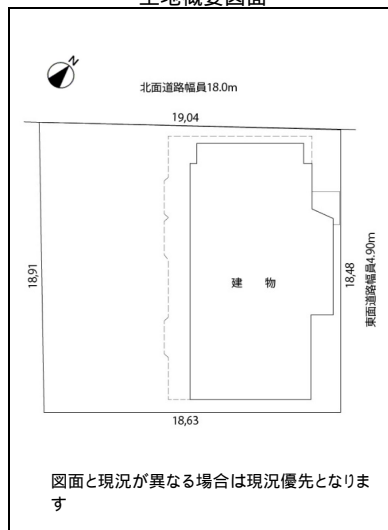 土地概要図面
N
北面道路幅員18.0m
19,04
18,91
建 物
18,48
東面道路幅員4.90m
18,63
図面と現況が異なる場合は現況優先となりま
す